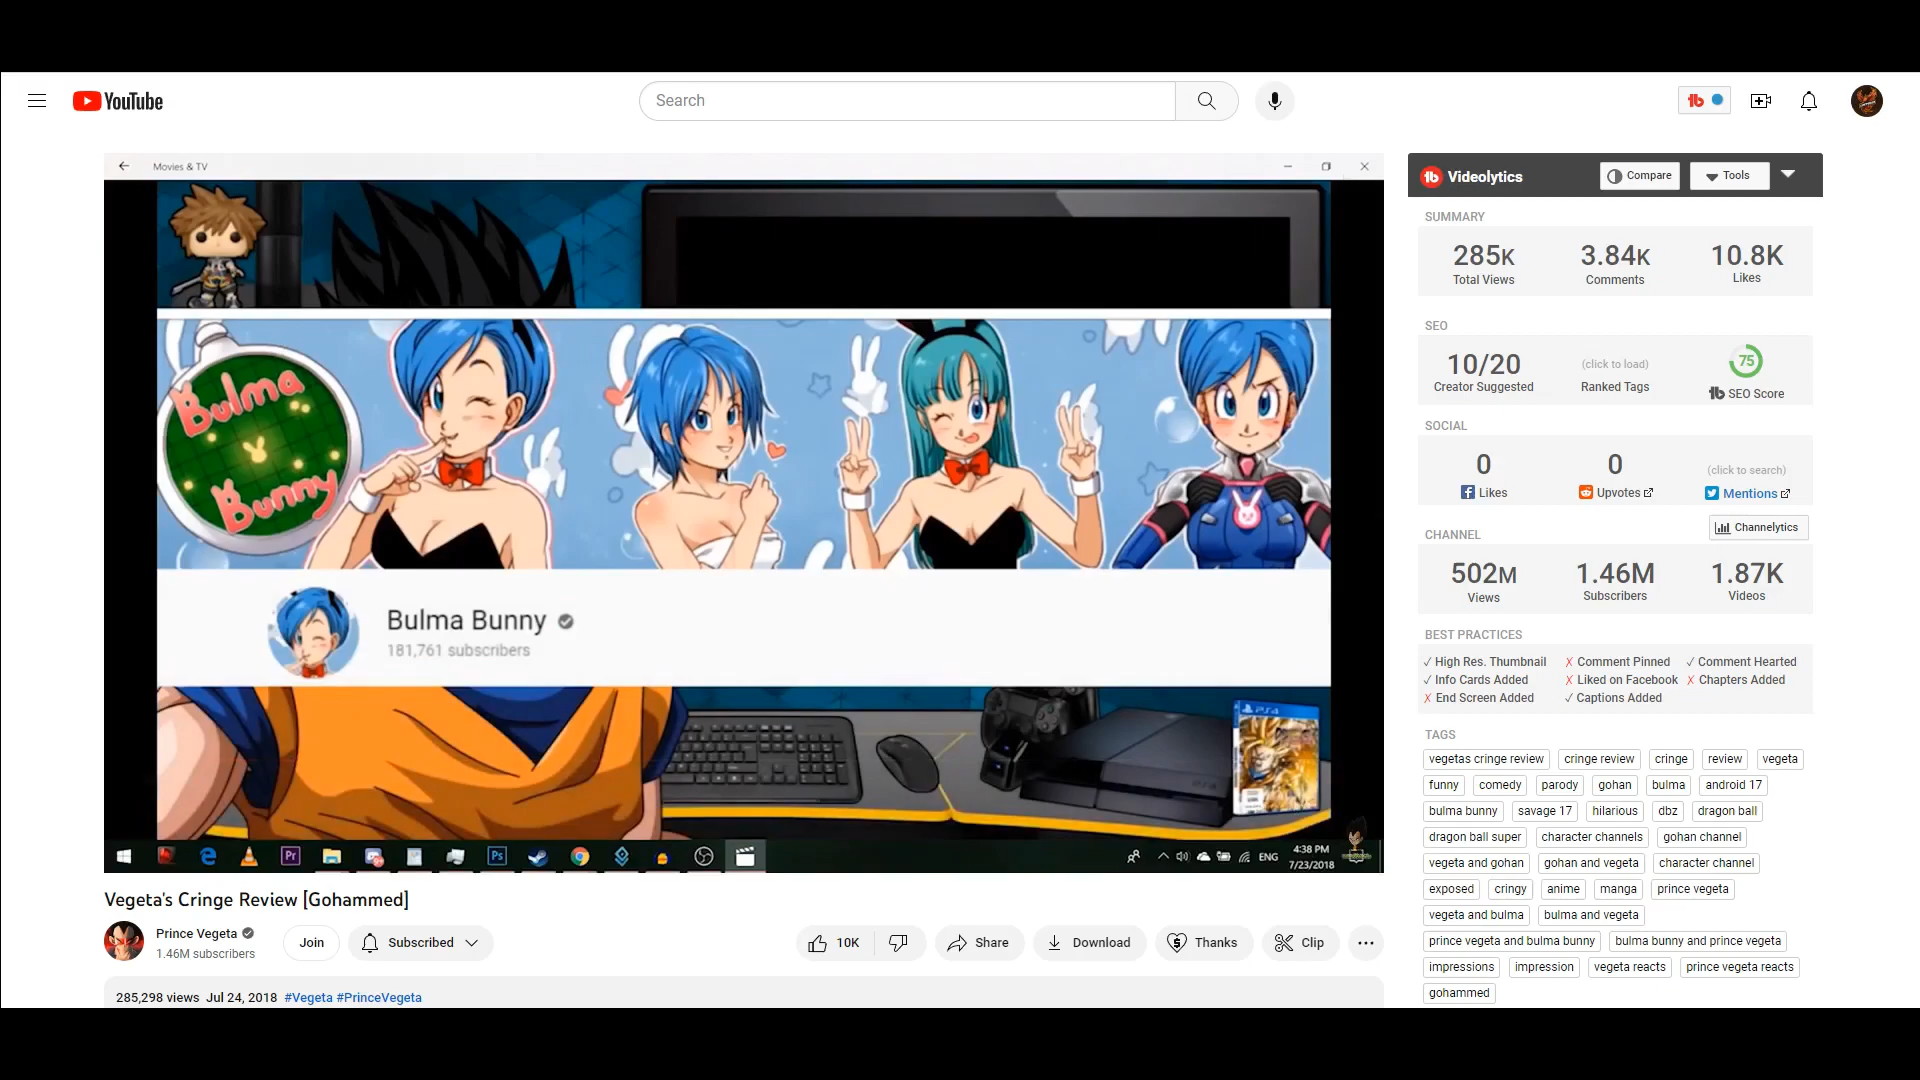 YouTube
Search
Movies & TV
Bulma
Bunny
Bulma Bunny
181,761 subscribers
PS4
Pr
Ps
ENG
4:38 PM
7/23/2018
Vegeta's Cringe Review [Gohammed]
Prince Vegeta
1.46M subscribers
Join
Subscribed
10K
Share
Download
Thanks
Clip
285,298 views Jul 24, 2018 #Vegeta #PrinceVegeta
Videolytics
Compare
Tools
SUMMARY
285K 3.84K 10.8K
Total Views Comments Likes
SEO
10/20 (click to load) 75
Creator Suggested Ranked Tags SEO Score
SOCIAL
0 0 (click to search)
Likes Upvotes Mentions
CHANNEL Channelytics
502M 1.46M 1.87K
Views Subscribers Videos
BEST PRACTICES
✓ High Res. Thumbnail ✗ Comment Pinned ✓ Comment Hearted
✓ Info Cards Added ✗ Liked on Facebook ✗ Chapters Added
✗ End Screen Added ✓ Captions Added
TAGS
vegetas cringe review cringe review cringe review vegeta
funny comedy parody gohan bulma android 17
bulma bunny savage 17 hilarious dbz dragon ball
dragon ball super character channels gohan channel
vegeta and gohan gohan and vegeta character channel
exposed cringy anime manga prince vegeta
vegeta and bulma bulma and vegeta
prince vegeta and bulma bunny bulma bunny and prince vegeta
impressions impression vegeta reacts prince vegeta reacts
gohammed